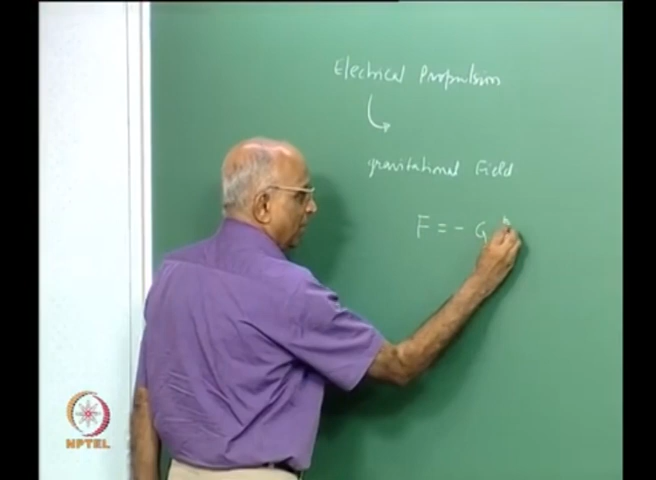 Electrical Propulsion
gravitational Field
F = - G
NPTEL